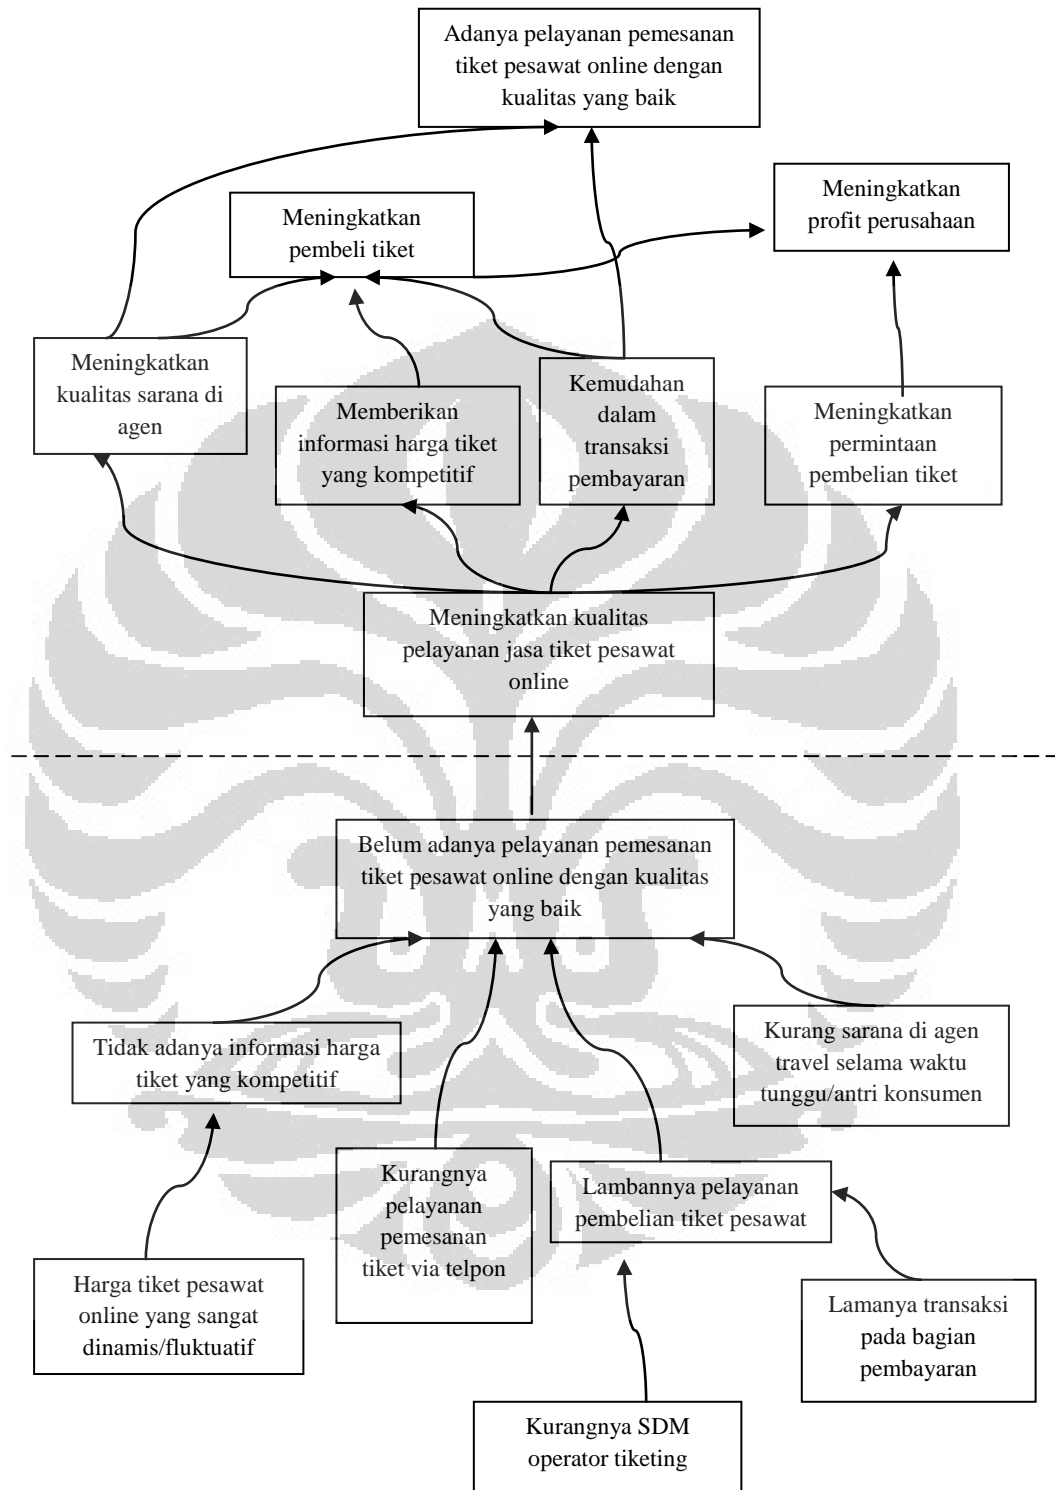 Adanya pelayanan pemesanan
tiket pesawat online dengan
kualitas yang baik
Meningkatkan
profit perusahaan
Meningkatkan
pembeli tiket
Meningkatkan
kualitas sarana di
agen
Memberikan
informasi harga tiket
yang kompetitif
Kemudahan
dalam
transaksi
pembayaran
Meningkatkan
permintaan
pembelian tiket
Meningkatkan kualitas
pelayanan jasa tiket pesawat
online
Belum adanya pelayanan pemesanan
tiket pesawat online dengan kualitas
yang baik
Tidak adanya informasi harga
tiket yang kompetitif
Kurang sarana di agen
travel selama waktu
tunggu/antri konsumen
Kurangnya
pelayanan
pemesanan
tiket via telpon
Lambannya pelayanan
pembelian tiket pesawat
Harga tiket pesawat
online yang sangat
dinamis/fluktuatif
Lamanya transaksi
pada bagian
pembayaran
Kurangnya SDM
operator tiketing